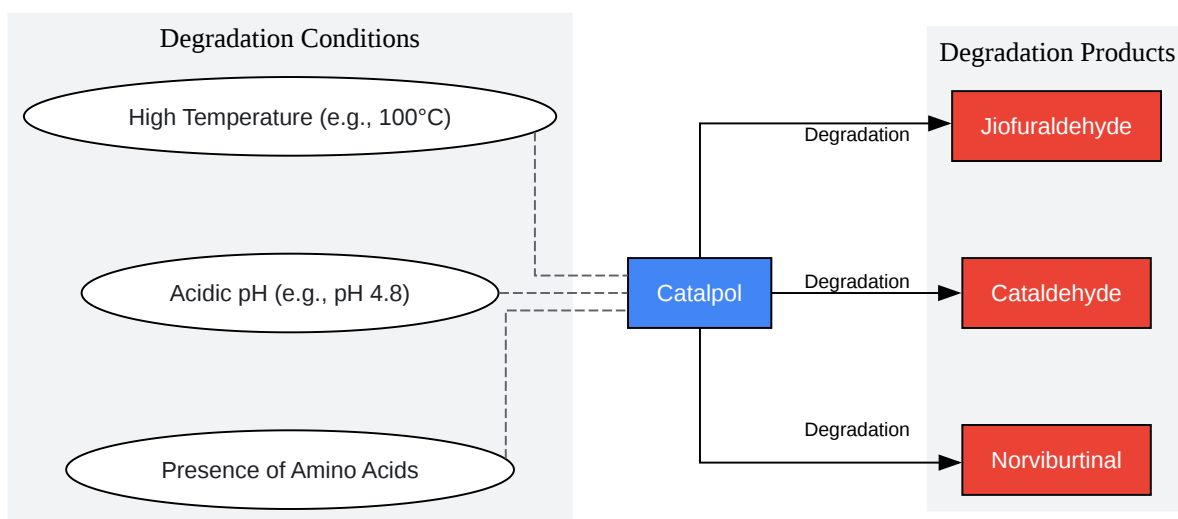 Degradation Conditions
High Temperature (e.g., 100°C)
Acidic pH (e.g., pH 4.8)
Presence of Amino Acids
Catalpol
Degradation
Degradation
Degradation
Degradation Products
Jiofuraldehyde
Cataldehyde
Norviburtinal